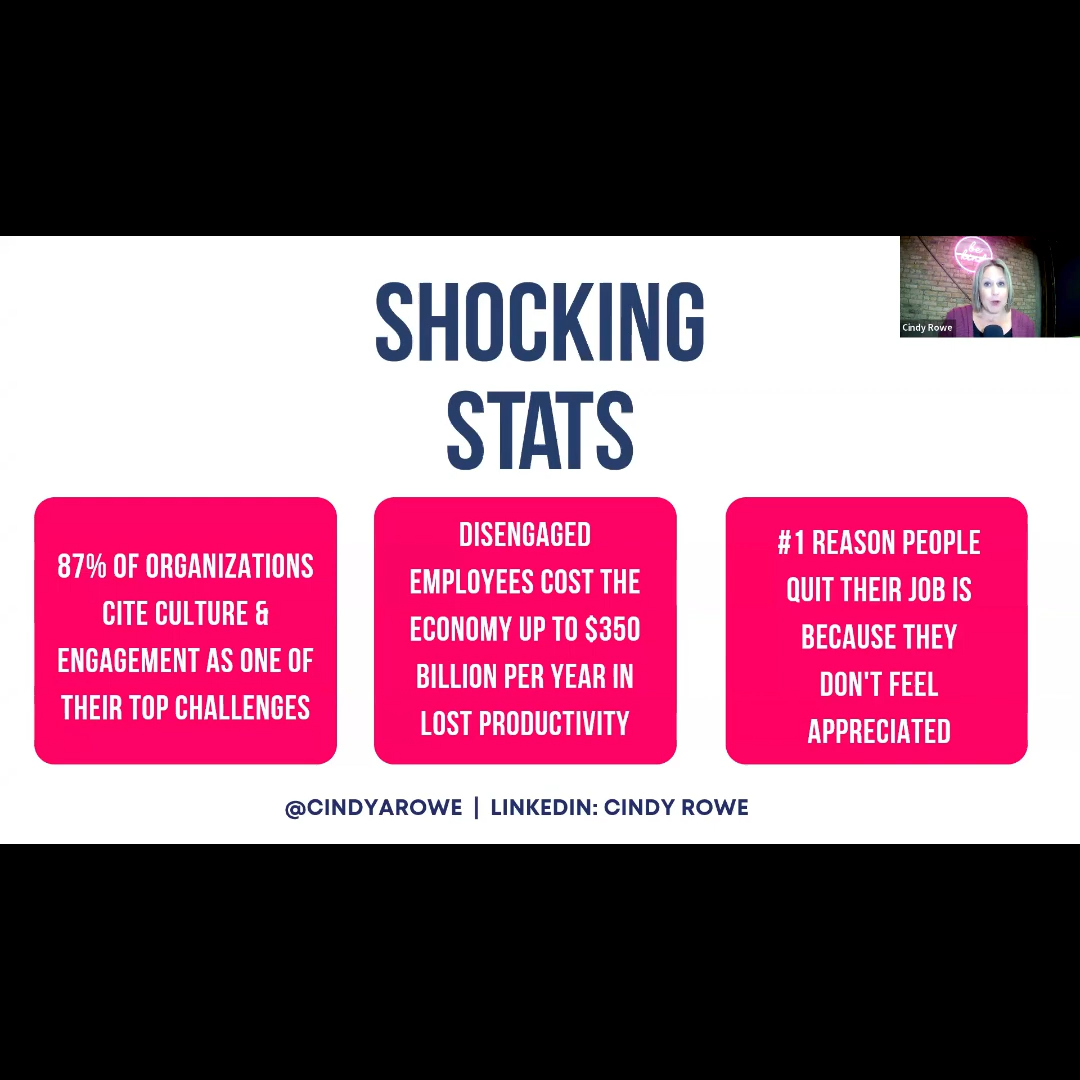 SHOCKING
STATS
Cindy Rowe
87% OF ORGANIZATIONS
CITE CULTURE &
ENGAGEMENT AS ONE OF
THEIR TOP CHALLENGES
DISENGAGED
EMPLOYEES COST THE
ECONOMY UP TO $350
BILLION PER YEAR IN
LOST PRODUCTIVITY
#1 REASON PEOPLE
QUIT THEIR JOB IS
BECAUSE THEY
DON'T FEEL
APPRECIATED
@CINDYAROWE | LINKEDIN: CINDY ROWE